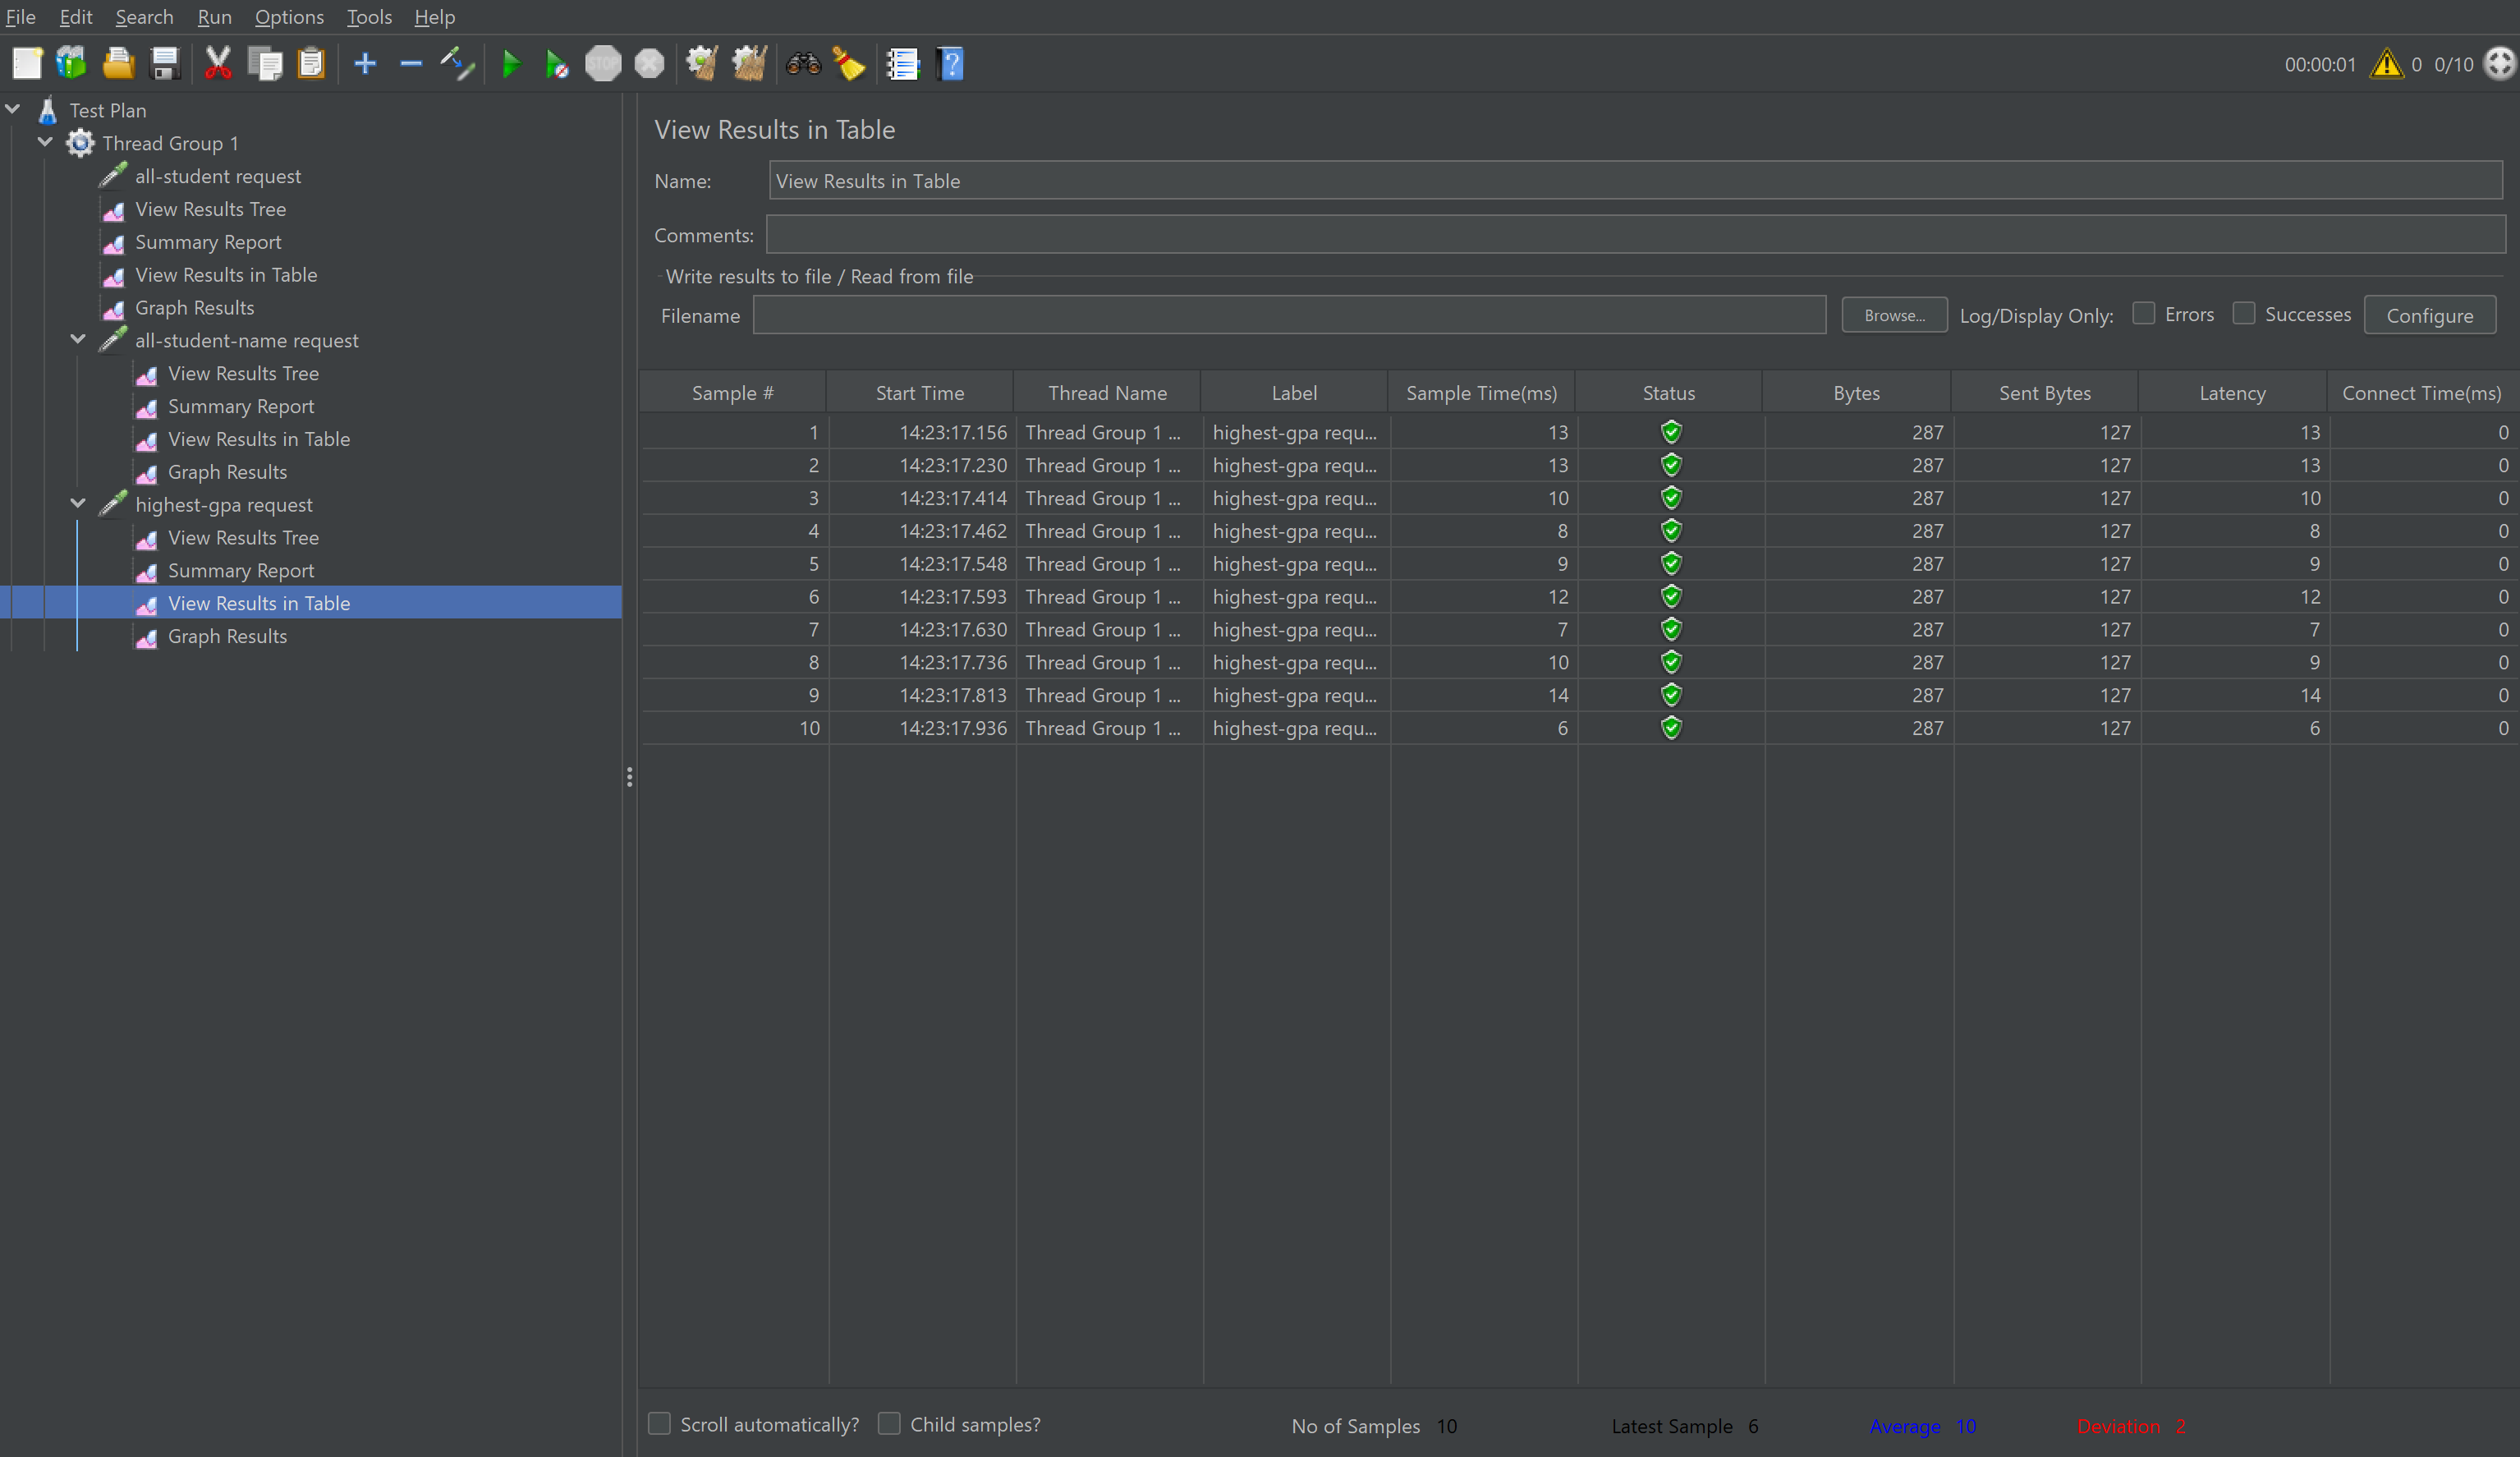 File Edit Search Run Options Tools Help
STOP
00:00:01 0 0/10
Test Plan
Thread Group 1
all-student request
View Results Tree
Summary Report
View Results in Table
Graph Results
all-student-name request
View Results Tree
Summary Report
View Results in Table
Graph Results
highest-gpa request
View Results Tree
Summary Report
View Results in Table
Graph Results
View Results in Table
Name: View Results in Table
Comments:
Write results to file / Read from file
Filename Browse... Log/Display Only: Errors Successes Configure
Sample # Start Time Thread Name Label Sample Time(ms) Status Bytes Sent Bytes Latency Connect Time(ms)
1 14:23:17.156 Thread Group 1 ... highest-gpa requ... 13 287 127 13 0
2 14:23:17.230 Thread Group 1 ... highest-gpa requ... 13 287 127 13 0
3 14:23:17.414 Thread Group 1 ... highest-gpa requ... 10 287 127 10 0
4 14:23:17.462 Thread Group 1 ... highest-gpa requ... 8 287 127 8 0
5 14:23:17.548 Thread Group 1 ... highest-gpa requ... 9 287 127 9 0
6 14:23:17.593 Thread Group 1 ... highest-gpa requ... 12 287 127 12 0
7 14:23:17.630 Thread Group 1 ... highest-gpa requ... 7 287 127 7 0
8 14:23:17.736 Thread Group 1 ... highest-gpa requ... 10 287 127 9 0
9 14:23:17.813 Thread Group 1 ... highest-gpa requ... 14 287 127 14 0
10 14:23:17.936 Thread Group 1 ... highest-gpa requ... 6 287 127 6 0
Scroll automatically? Child samples? No of Samples 10 Latest Sample 6 Average 10 Deviation 2